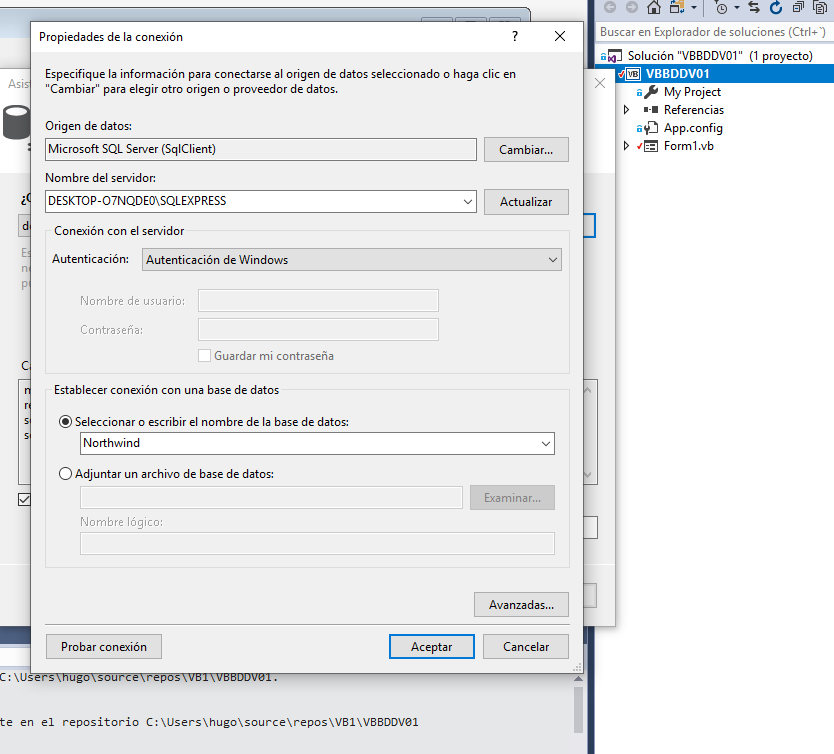 Propiedades de la conexión
?
Especifique la información para conectarse al origen de datos seleccionado o haga clic en
"Cambiar" para elegir otro origen o proveedor de datos.
Origen de datos:
Microsoft SQL Server (SqlClient)
Cambiar...
Nombre del servidor:
DESKTOP-O7NQDE0\SQLEXPRESS
Actualizar
Conexión con el servidor
Autenticación:
Autenticación de Windows
Nombre de usuario:
Contraseña:
Guardar mi contraseña
Establecer conexión con una base de datos
Seleccionar o escribir el nombre de la base de datos:
Northwind
Adjuntar un archivo de base de datos:
Examinar...
Nombre lógico:
Avanzadas...
Probar conexión
Aceptar
Cancelar
C:\Users\hugo\source\repos\VB1\VBBDDV01.
te en el repositorio C:\Users\hugo\source\repos\VB1\VBBDDV01
Buscar en Explorador de soluciones (Ctrl+¨)
Solución "VBBDDV01" (1 proyecto)
VB VBBDDV01
My Project
Referencias
App.config
Form1.vb